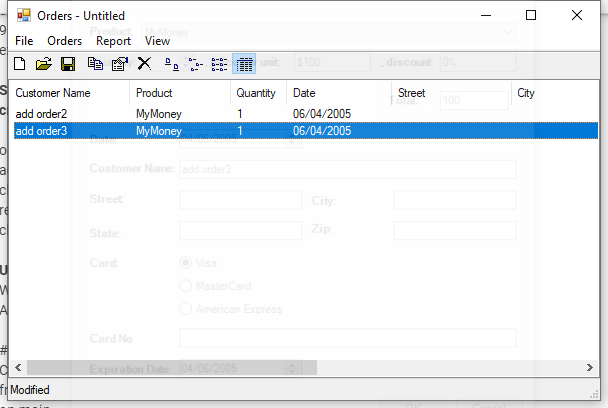 Orders - Untitled
File Orders Report View
Customer Name Product Quantity Date Street City
add order2 MyMoney 1 06/04/2005
add order3 MyMoney 1 06/04/2005
Product: MyMoney
unit: $100 discount: 0%
Total: 100
Date:
Customer Name: add order3
Street: City:
State: Zip:
Card: Visa
MasterCard
American Express
Card No
Expiration Date: 04/06/2005
Modified